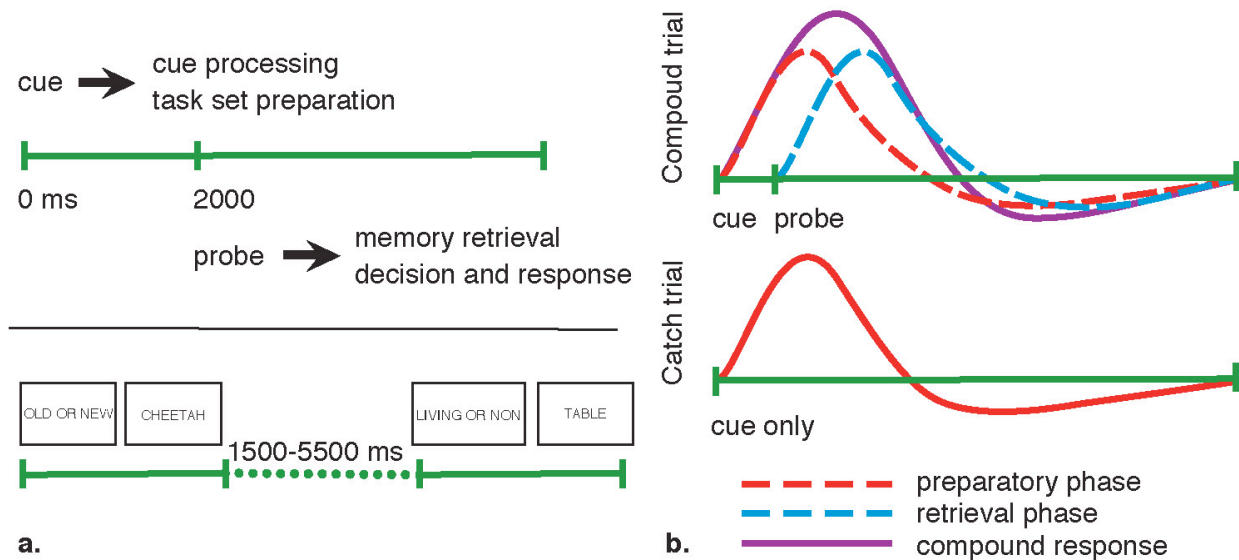 cue
cue processing
task set preparation
0 ms
2000
probe
memory retrieval
decision and response
OLD OR NEW
CHEETAH
LIVING OR NON
TABLE
1500-5500 ms
a.
Compoud trial
cue
probe
Catch trial
cue only
preparatory phase
retrieval phase
compound response
b.